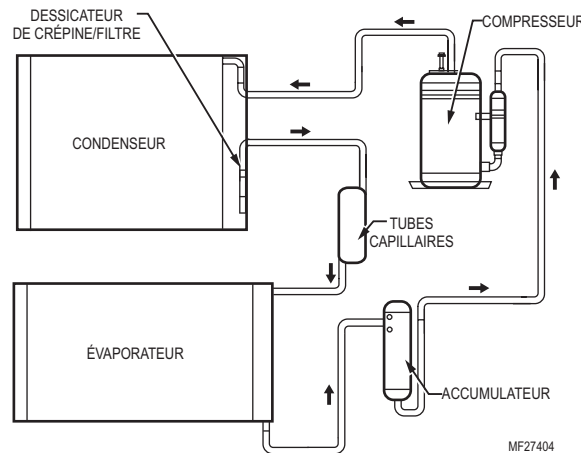 DESSICATEUR
DE CRÉPINE/FILTRE
COMPRESSEUR
CONDENSEUR
TUBES
CAPILLAIRES
ÉVAPORATEUR
ACCUMULATEUR
MF27404